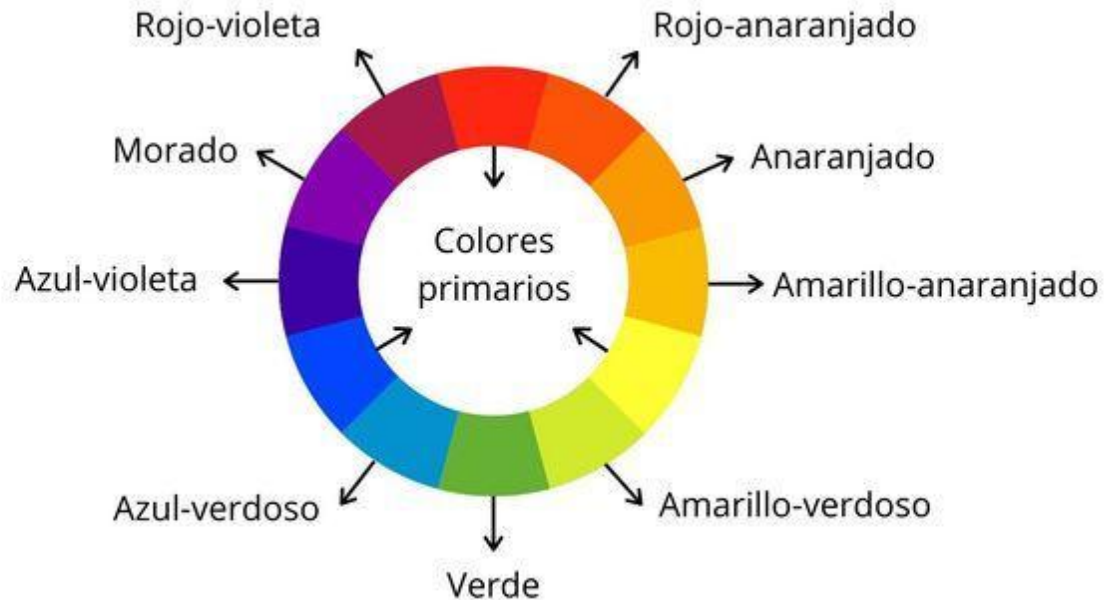 Rojo-violeta
Rojo-anaranjado
Morado
Anaranjado
Colores
primarios
Azul-violeta
Amarillo-anaranjado
Azul-verdoso
Amarillo-verdoso
Verde